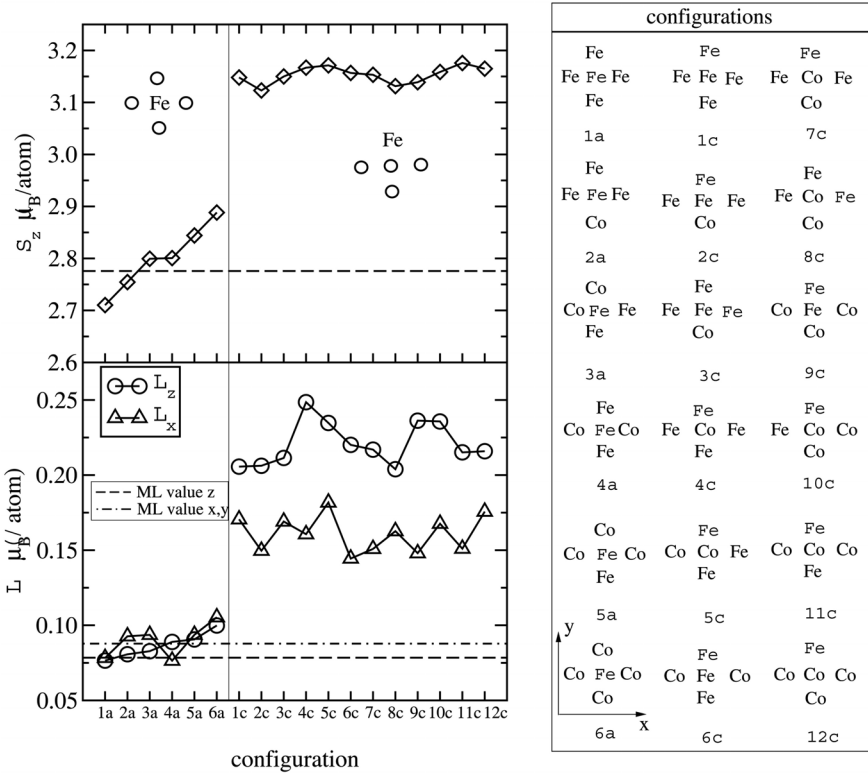 3.2
3.1
3.0
2.9
2.8
2.7
2.6
S_z μ_B/atom)
Fe
Fe
0.25
0.20
0.15
0.10
0.05
L μ_B/ atom)
L_z
L_x
ML value z
ML value x,y
1a 2a 3a 4a 5a 6a 1c 2c 3c 4c 5c 6c 7c 8c 9c 10c 11c 12c
configuration
configurations
Fe Fe Fe
Fe Fe Fe Fe Fe Fe Fe Co Fe
Fe Fe Co
1a 1c 7c
Fe Fe Fe
Fe Fe Fe Fe Fe Fe Fe Co Fe
Co Co Co
2a 2c 8c
Co Fe Fe
Co Fe Fe Fe Fe Fe Co Fe Co
Fe Co Co
3a 3c 9c
Fe Fe Fe
Co Fe Co Fe Co Fe Fe Co Co
Fe Fe Co
4a 4c 10c
Co Fe Fe
Co Fe Co Co Co Fe Co Co Co
Fe Fe Fe
5a 5c 11c
y
Co Fe Fe
Co Fe Co Co Fe Co Co Co Co
Co Fe Co
x
6a 6c 12c